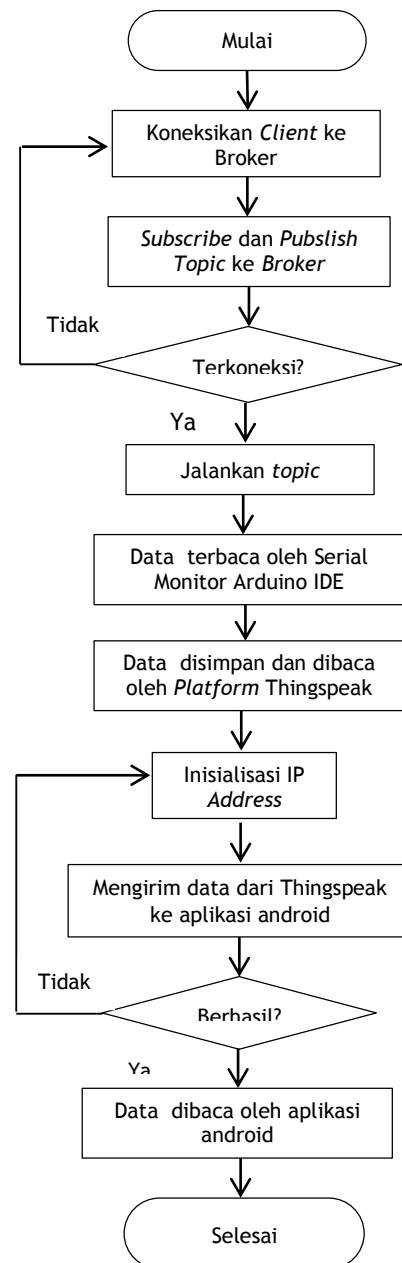 Mulai
Koneksikan Client ke
Broker
Subscribe dan Pubslish
Topic ke Broker
Tidak
Terkoneksi?
Ya
Jalankan topic
Data terbaca oleh Serial
Monitor Arduino IDE
Data disimpan dan dibaca
oleh Platform Thingspeak
Inisialisasi IP
Address
Mengirim data dari Thingspeak
ke aplikasi android
Tidak
Berhasil?
Ya
Data dibaca oleh aplikasi
android
Selesai